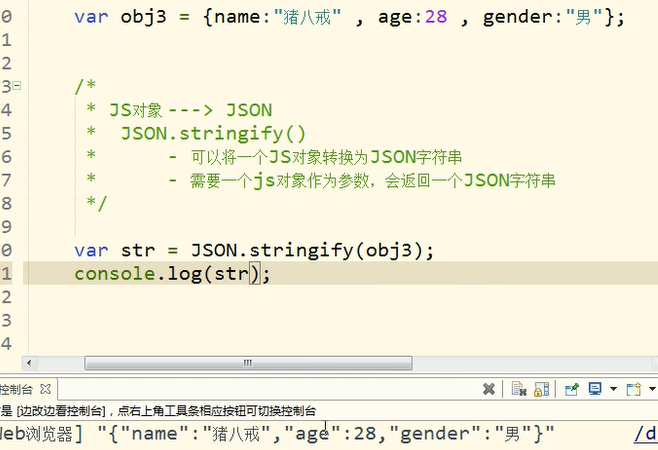 0 var obj3 = {name:"猪八戒" , age:28 , gender:"男"};
1
2
3 /*
4 * JS对象 ---> JSON
5 * JSON.stringify()
6 * - 可以将一个JS对象转换为JSON字符串
7 * - 需要一个js对象作为参数，会返回一个JSON字符串
8 */
9
0 var str = JSON.stringify(obj3);
1 console.log(str);
2
3
4
控制台
是 [边改边看控制台]，点右上角工具条相应按钮可切换控制台
Web浏览器] "{"name":"猪八戒","age":28,"gender":"男"}" /d